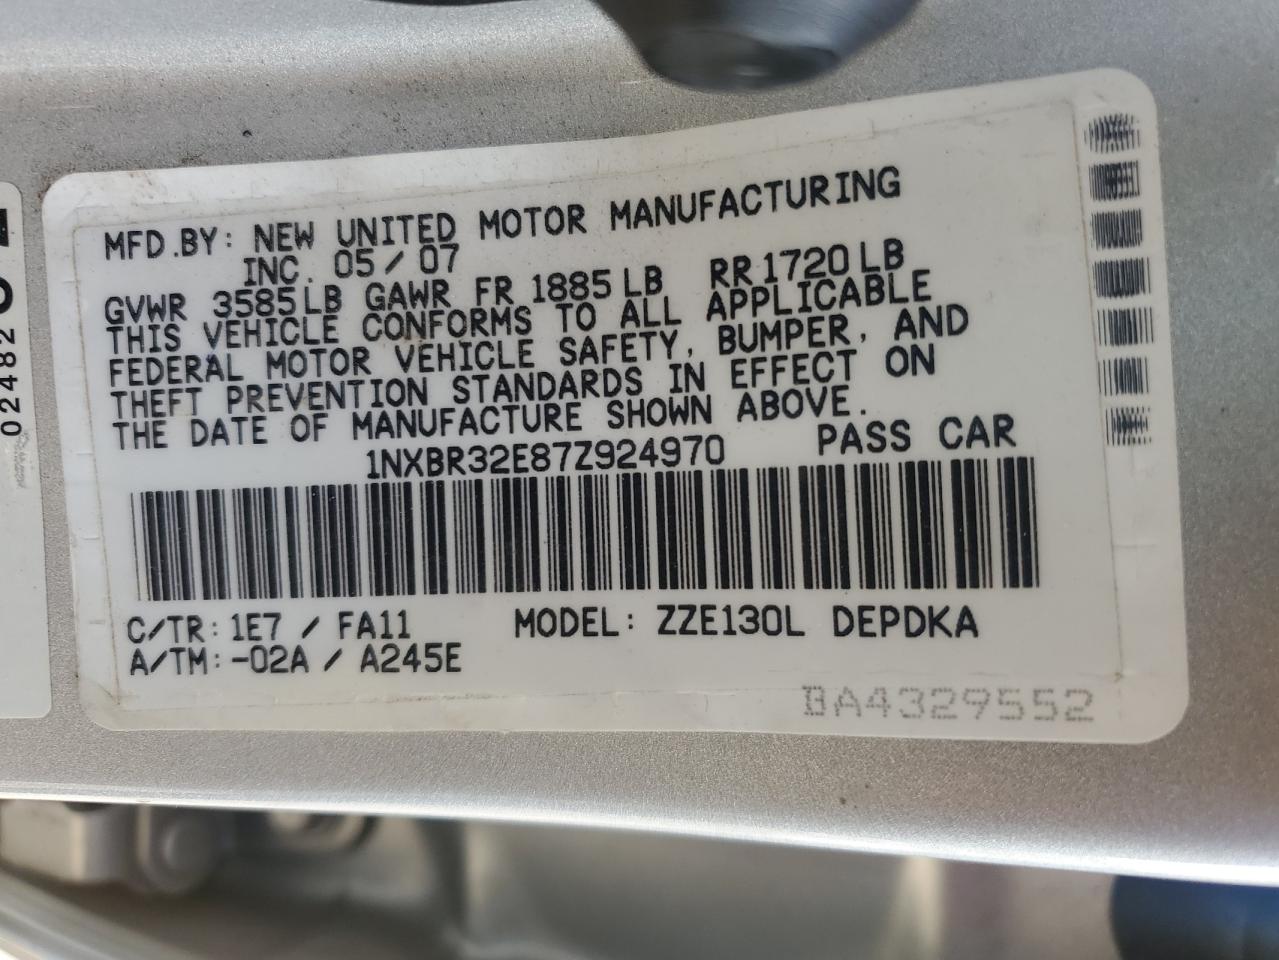 MFD.BY: NEW UNITED MOTOR MANUFACTURING
INC. 05/07
GVWR 3585LB GAWR FR 1885LB RR1720LB
THIS VEHICLE CONFORMS TO ALL APPLICABLE
FEDERAL MOTOR VEHICLE SAFETY, BUMPER, AND
THEFT PREVENTION STANDARDS IN EFFECT ON
THE DATE OF MANUFACTURE SHOWN ABOVE.
1NXBR32E87Z924970 PASS CAR
C/TR: 1E7 / FA11 MODEL: ZZE130L DEPDKA
A/TM: -02A / A245E
BA4329552
02482